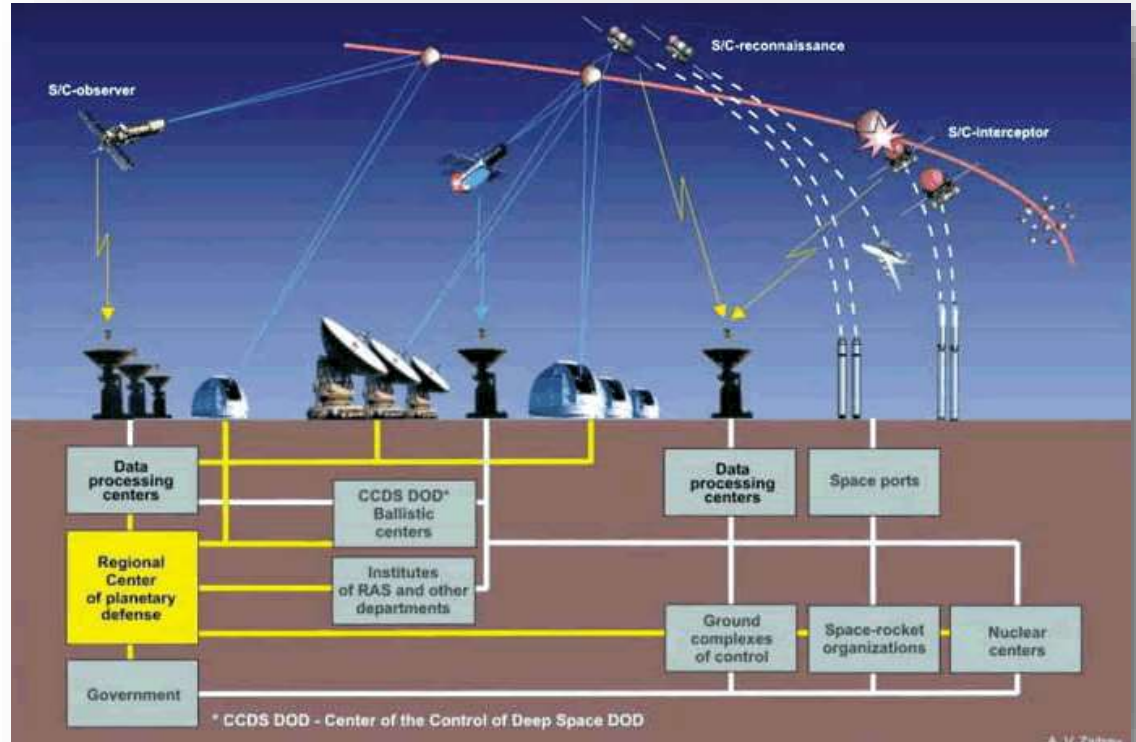 S/C-reconnaissance
S/C-observer
S/C-interceptor
Data
processing
centers
CCDS DOD*
Ballistic
centers
Data
processing
centers
Space ports
Regional
Center
of planetary
defense
Institutes
of RAS and other
departments
Ground
complexes
of control
Space-rocket
organizations
Nuclear
centers
Government
* CCDS DOD - Center of the Control of Deep Space DOD